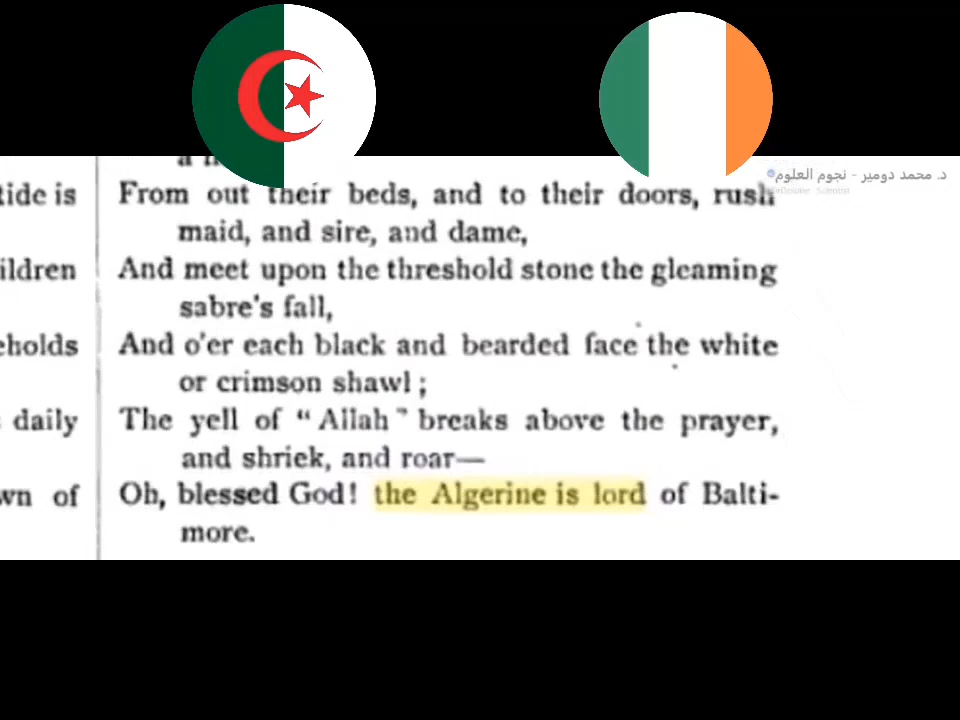 د. محمد دومير - نجوم العلوم
tide is From out their beds, and to their doors, rush
maid, and sire, and dame,
ildren And meet upon the threshold stone the gleaming
sabre's fall,
eholds And o'er each black and bearded face the white
or crimson shawl ;
daily The yell of " Allah " breaks above the prayer,
and shriek, and roar—
wn of Oh, blessed God! the Algerine is lord of Balti-
more.